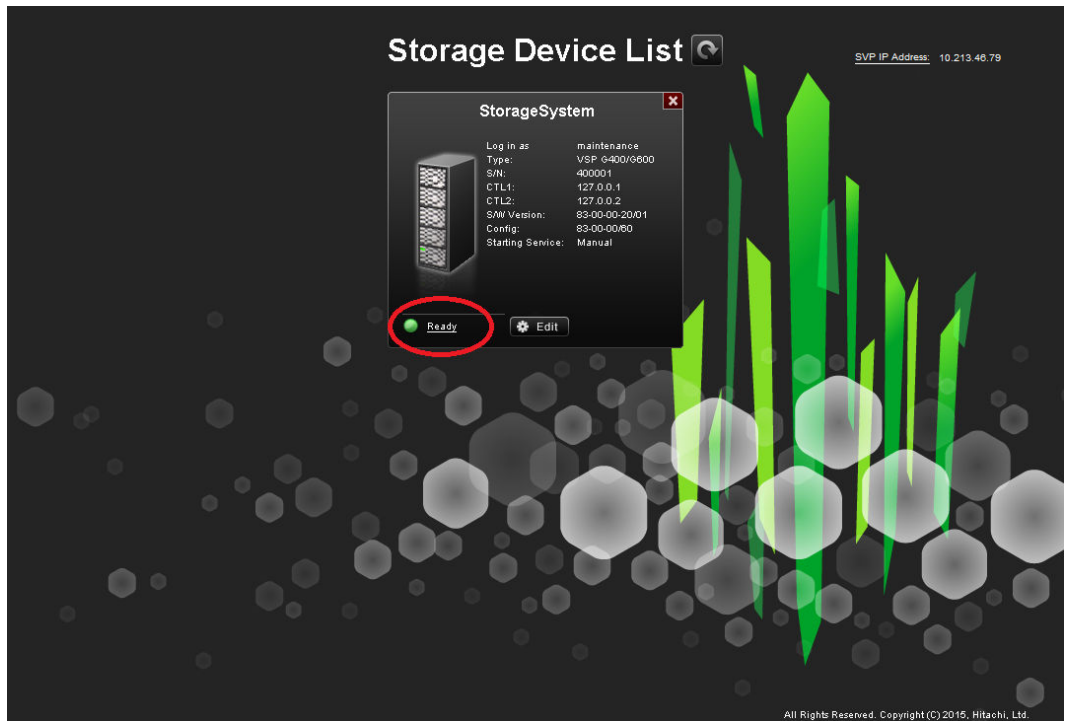 Storage Device List
SVP IP Address: 10.213.46.79
StorageSystem
Log in as maintenance
Type: VSP G400/G600
S/N: 400001
CTL1: 127.0.0.1
CTL2: 127.0.0.2
S/W Version: 83-00-00-20/01
Config: 83-00-00/60
Starting Service: Manual
Ready
Edit
All Rights Reserved. Copyright (C) 2015, Hitachi, Ltd.